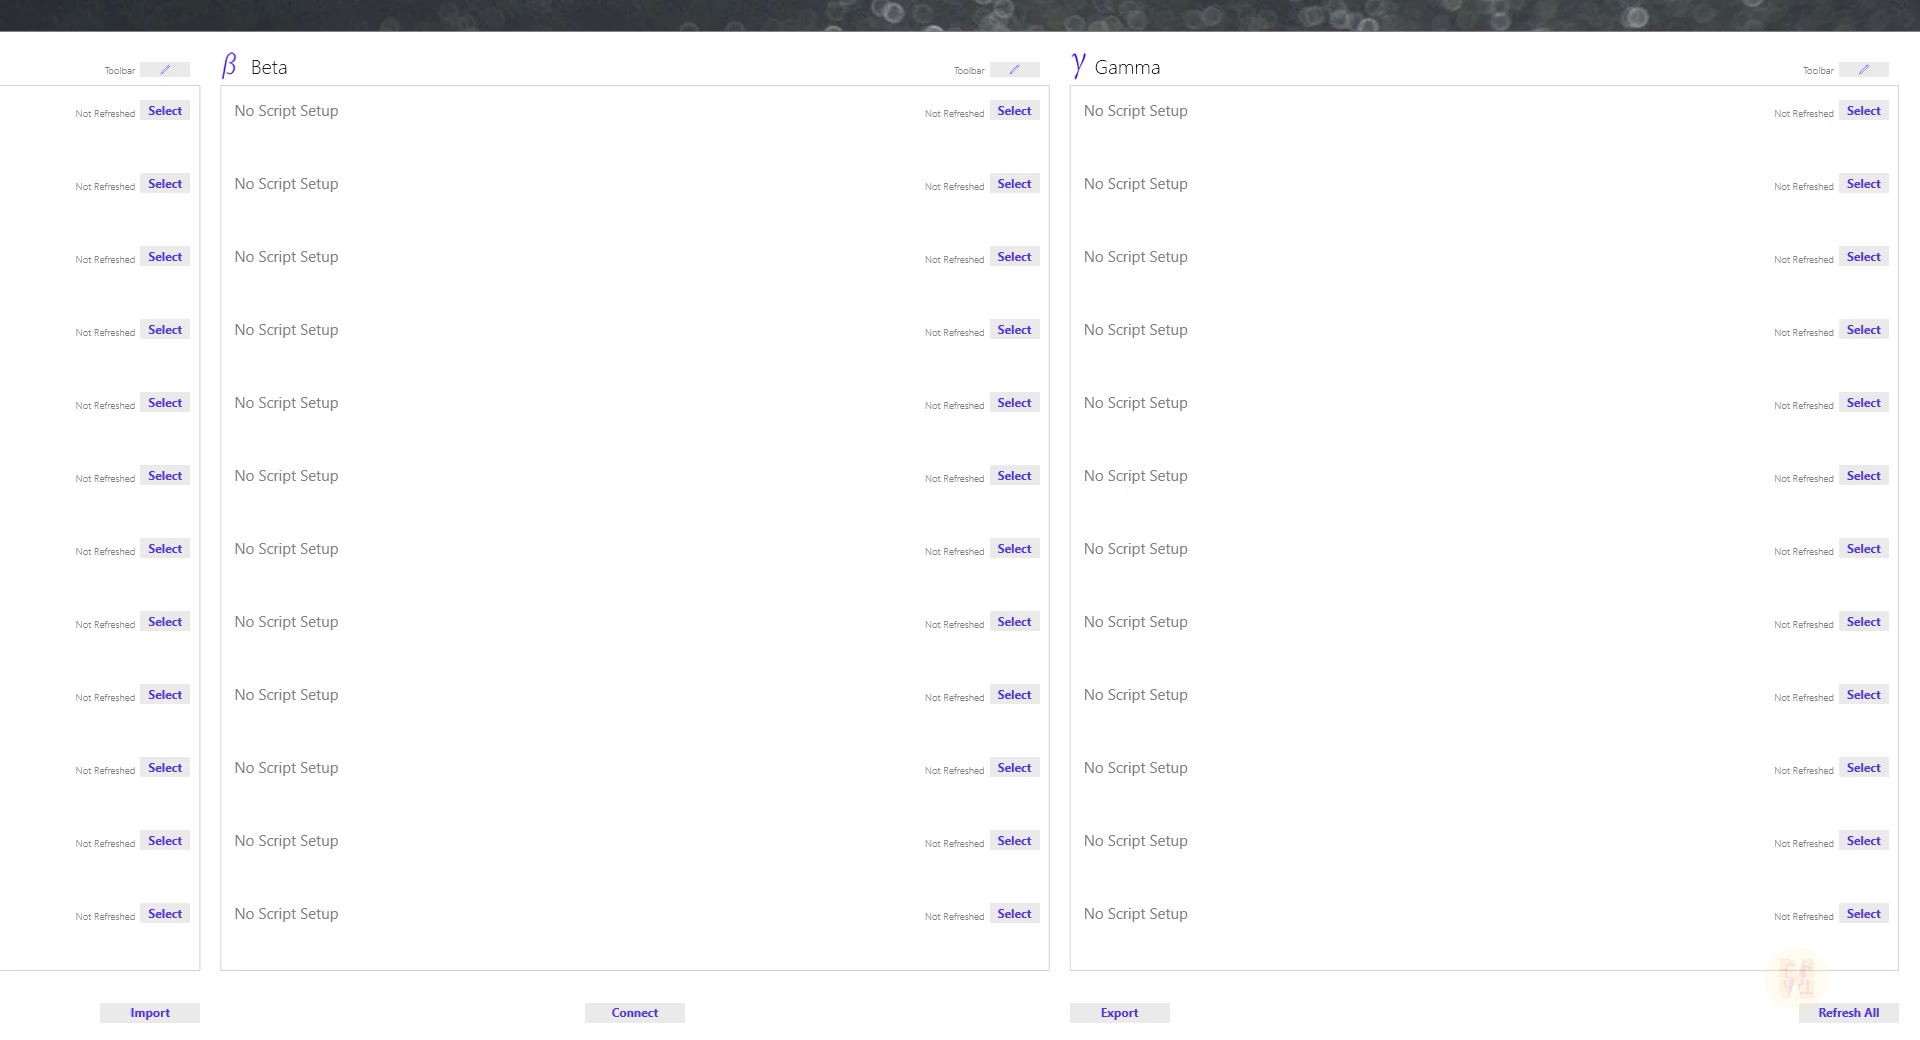 Toolbar β Beta Toolbar γ Gamma Toolbar
Not Refreshed Select No Script Setup Not Refreshed Select No Script Setup Not Refreshed Select
Not Refreshed Select No Script Setup Not Refreshed Select No Script Setup Not Refreshed Select
Not Refreshed Select No Script Setup Not Refreshed Select No Script Setup Not Refreshed Select
Not Refreshed Select No Script Setup Not Refreshed Select No Script Setup Not Refreshed Select
Not Refreshed Select No Script Setup Not Refreshed Select No Script Setup Not Refreshed Select
Not Refreshed Select No Script Setup Not Refreshed Select No Script Setup Not Refreshed Select
Not Refreshed Select No Script Setup Not Refreshed Select No Script Setup Not Refreshed Select
Not Refreshed Select No Script Setup Not Refreshed Select No Script Setup Not Refreshed Select
Not Refreshed Select No Script Setup Not Refreshed Select No Script Setup Not Refreshed Select
Not Refreshed Select No Script Setup Not Refreshed Select No Script Setup Not Refreshed Select
Not Refreshed Select No Script Setup Not Refreshed Select No Script Setup Not Refreshed Select
Not Refreshed Select No Script Setup Not Refreshed Select No Script Setup Not Refreshed Select
Import Connect Export Refresh All